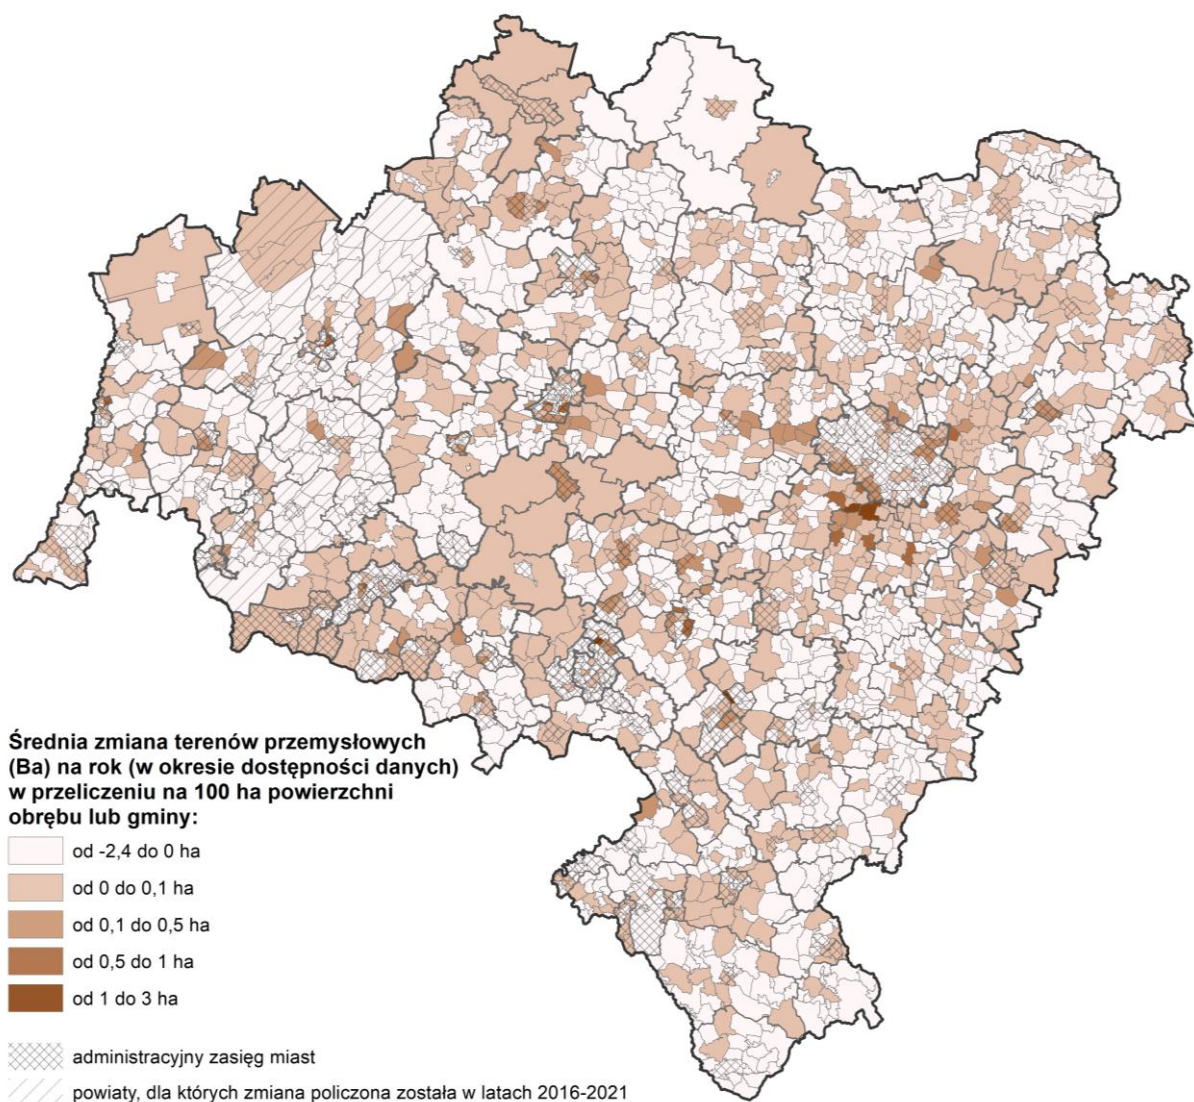 Średnia zmiana terenów przemysłowych
(Ba) na rok (w okresie dostępności danych)
w przeliczeniu na 100 ha powierzchni
obrębu lub gminy:
od -2,4 do 0 ha
od 0 do 0,1 ha
od 0,1 do 0,5 ha
od 0,5 do 1 ha
od 1 do 3 ha
administracyjny zasięg miast
powiaty, dla których zmiana policzona została w latach 2016-2021